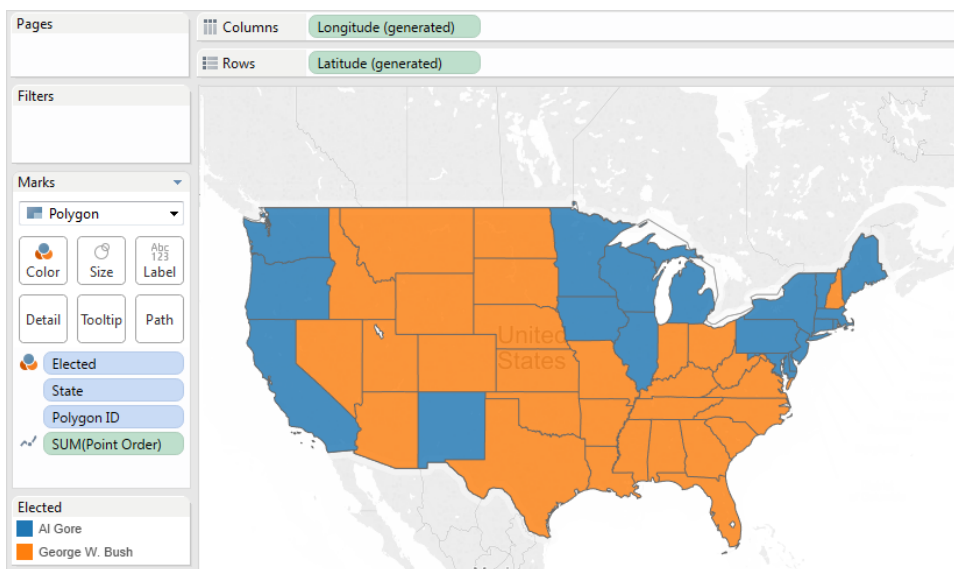 Pages
Columns
Longitude (generated)
Rows
Latitude (generated)
Filters
Marks
Polygon
Color
Size
Abc
123
Label
Detail
Tooltip
Path
Elected
State
Polygon ID
SUM(Point Order)
United
States
Elected
Al Gore
George W. Bush